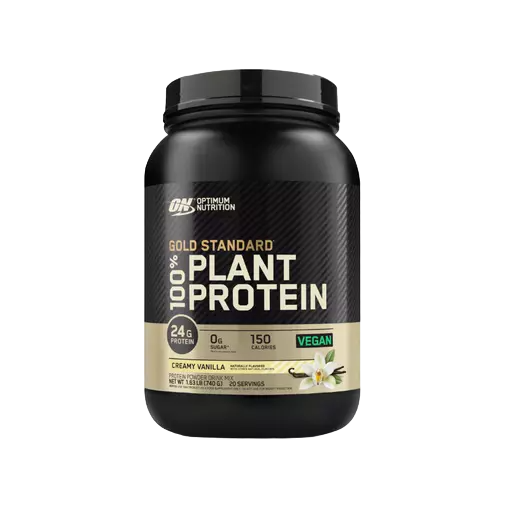 ON OPTIMUM
NUTRITION
GOLD STANDARD
100% PLANT
PROTEIN
24G
PROTEIN
0G
SUGAR*
150
CALORIES
VEGAN
CREAMY VANILLA
NATURALLY FLAVORED
PROTEIN POWDER DRINK MIX
NET WT 1.63 LB (740 G) 20 SERVINGS